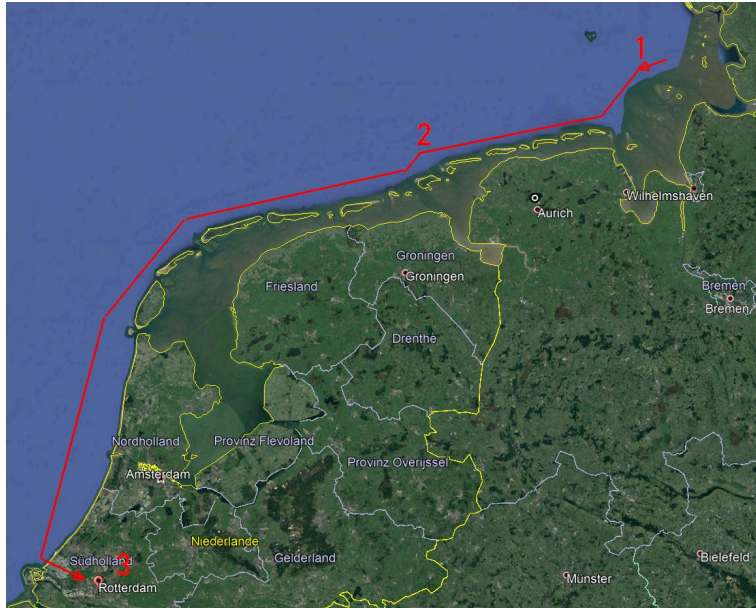 1
2
Wilhelmshaven
Aurich
Groningen
Groningen
Friesland
Bremen
Bremen
Drenthe
Nordholland
Provinz Flevoland
Provinz Overijssel
Amsterdam
Niederlande
Südholland
3
Gelderland
Rotterdam
Münster
Bielefeld